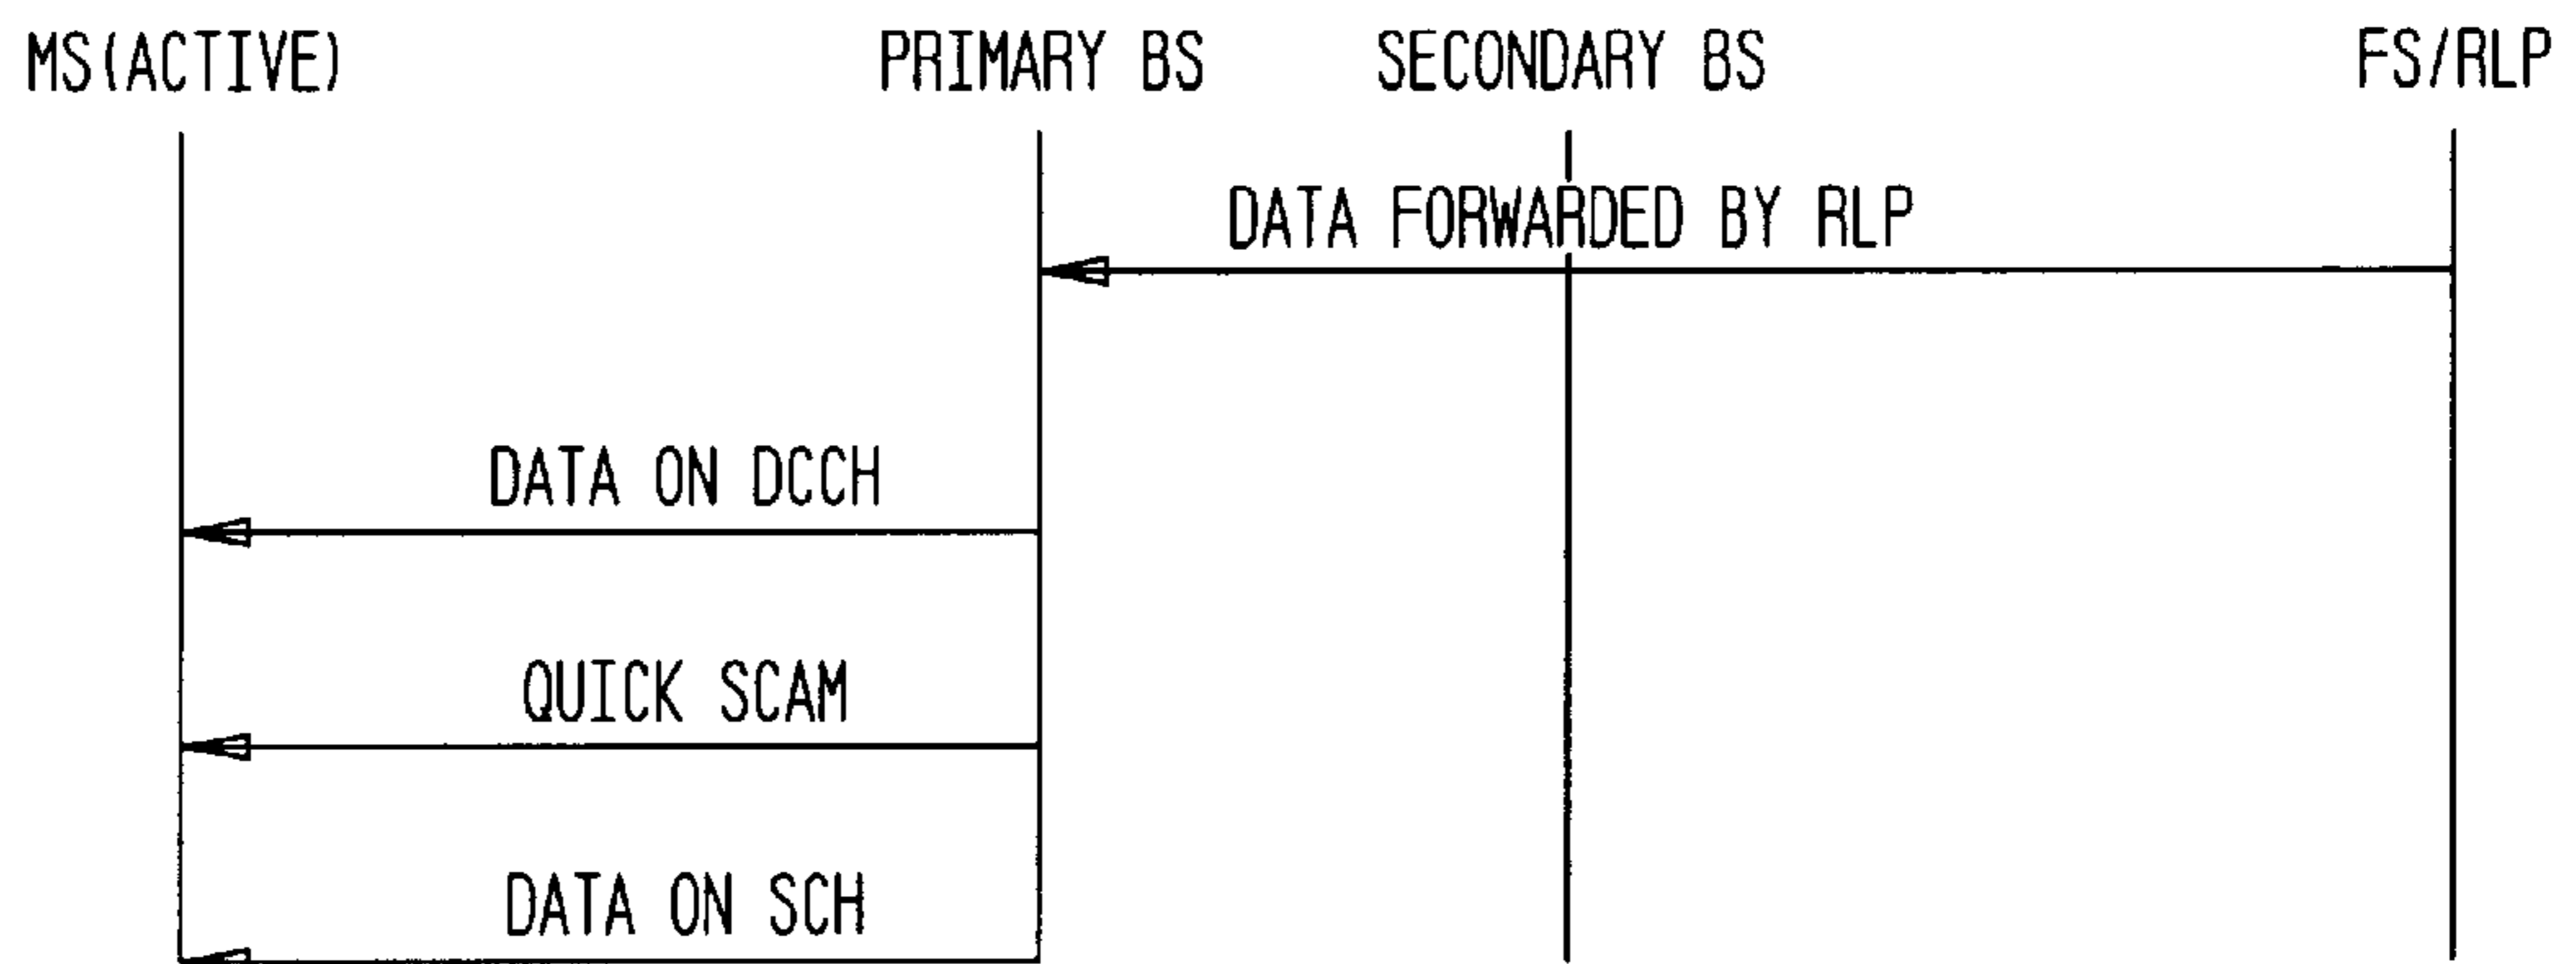 MS(ACTIVE) PRIMARY BS SECONDARY BS FS/RLP
DATA FORWARDED BY RLP
DATA ON DCCH
QUICK SCAM
DATA ON SCH